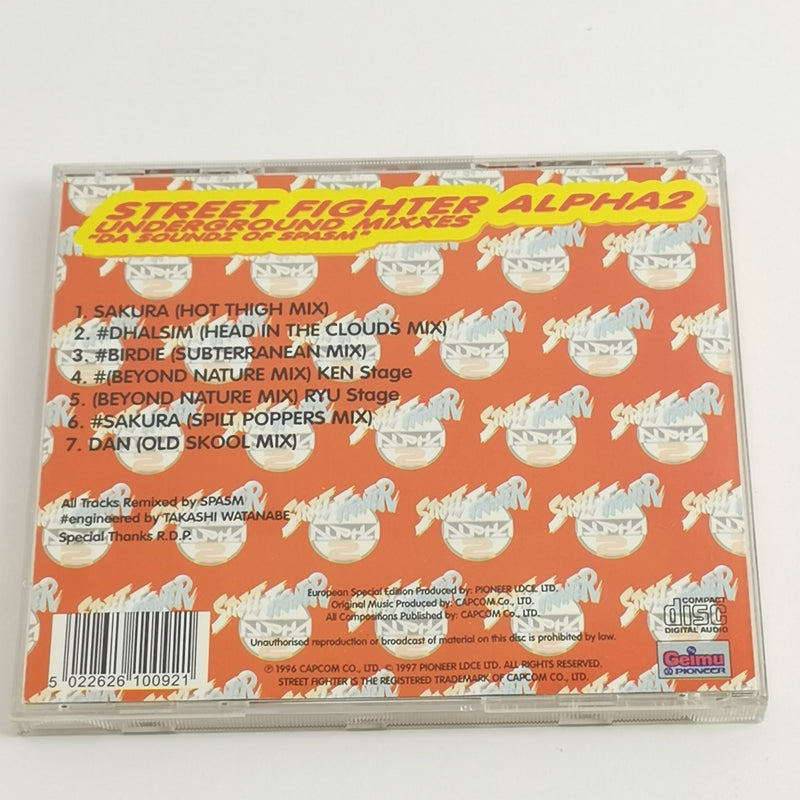 STREET FIGHTER ALPHA2
UNDERGROUND MIXXES
"DA SOUNDZ OF SPASM
1. SAKURA (HOT THIGH MIX)
2. #DHALSIM (HEAD IN THE CLOUDS MIX)
3. #BIRDIE (SUBTERRANEAN MIX)
4. #(BEYOND NATURE MIX) KEN Stage
5. (BEYOND NATURE MIX) RYU Stage
6. #SAKURA (SPILT POPPERS MIX)
7. DAN (OLD SKOOL MIX)
All Tracks Remixed by SPASM
#engineered by TAKASHI WATANABE
Special Thanks R.D.P.
European Special Edition Produced by: PIONEER LDCE. LTD.
Original Music Produced by: CAPCOM Co., LTD.
All Compositions Published by: CAPCOM Co., LTD.
Unauthorised reproduction or broadcast of material on this disc is prohibited by law.
℗ 1996 CAPCOM CO., LTD. © 1997 PIONEER LDCE LTD. ALL RIGHTS RESERVED.
STREET FIGHTER IS THE REGISTERED TRADEMARK OF CAPCOM CO., LTD.
5 022626 100921
COMPACT
disc
DIGITAL AUDIO
Geimu
PIONEER